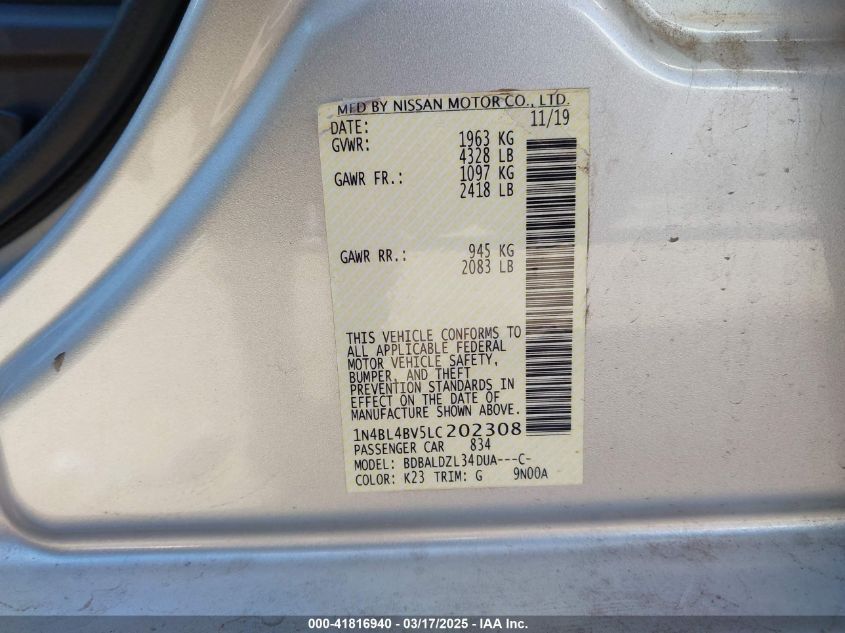 MFD BY NISSAN MOTOR CO., LTD.
DATE: 11/19
GVWR: 1963 KG
4328 LB
GAWR FR.: 1097 KG
2418 LB
GAWR RR.: 945 KG
2083 LB
THIS VEHICLE CONFORMS TO
ALL APPLICABLE FEDERAL
MOTOR VEHICLE SAFETY,
BUMPER, AND THEFT
PREVENTION STANDARDS IN
EFFECT ON THE DATE OF
MANUFACTURE SHOWN ABOVE.
1N4BL4BV5LC202308
PASSENGER CAR 834
MODEL: BDBALDZL34DUA---C-
COLOR: K23 TRIM: G 9N00A
000-41816940 - 03/17/2025 - IAAI.com